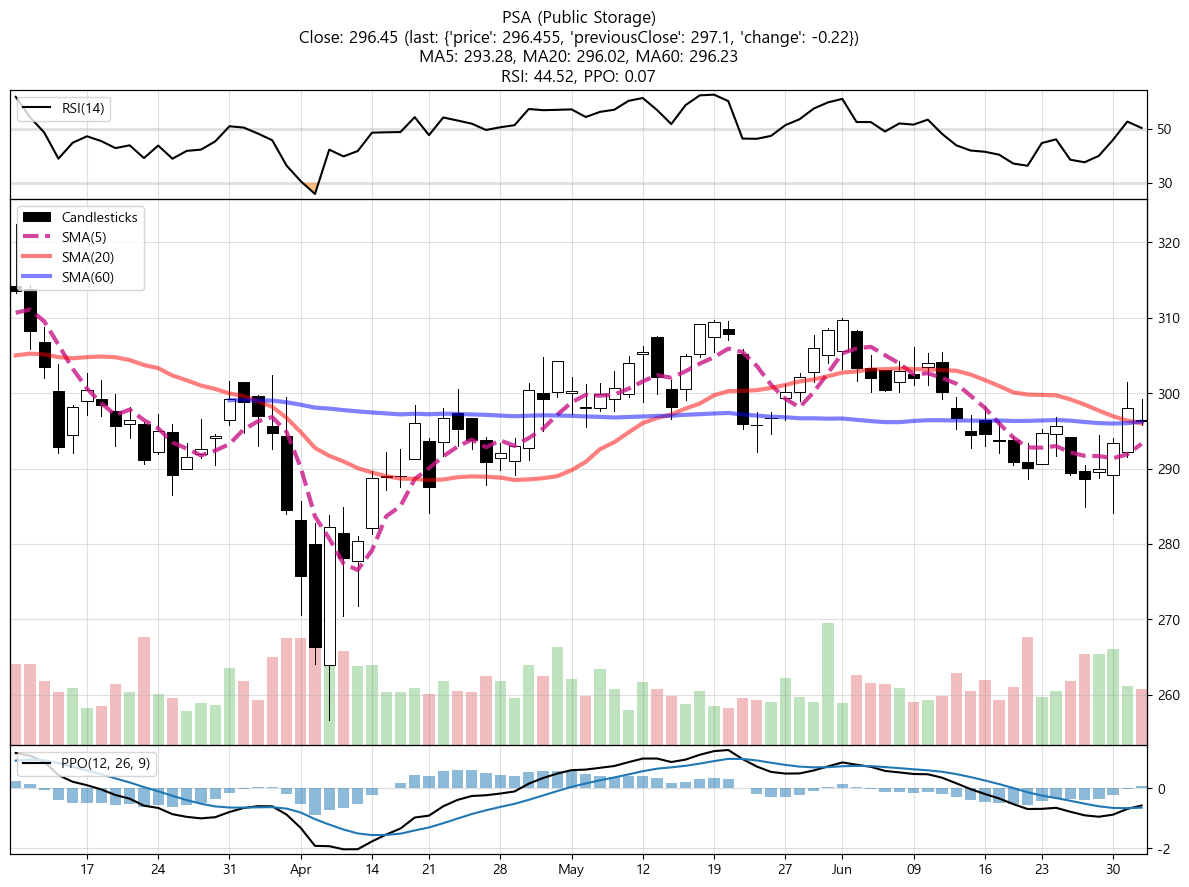 PSA (Public Storage)
Close: 296.45 (last: {'price': 296.455, 'previousClose': 297.1, 'change': -0.22})
MA5: 293.28, MA20: 296.02, MA60: 296.23
RSI: 44.52, PPO: 0.07
RSI(14)
50
30
Candlesticks
SMA(5)
SMA(20)
SMA(60)
320
310
300
290
280
270
260
PPO(12, 26, 9)
0
-2
17 24 31 Apr 14 21 28 May 12 19 27 Jun 09 16 23 30